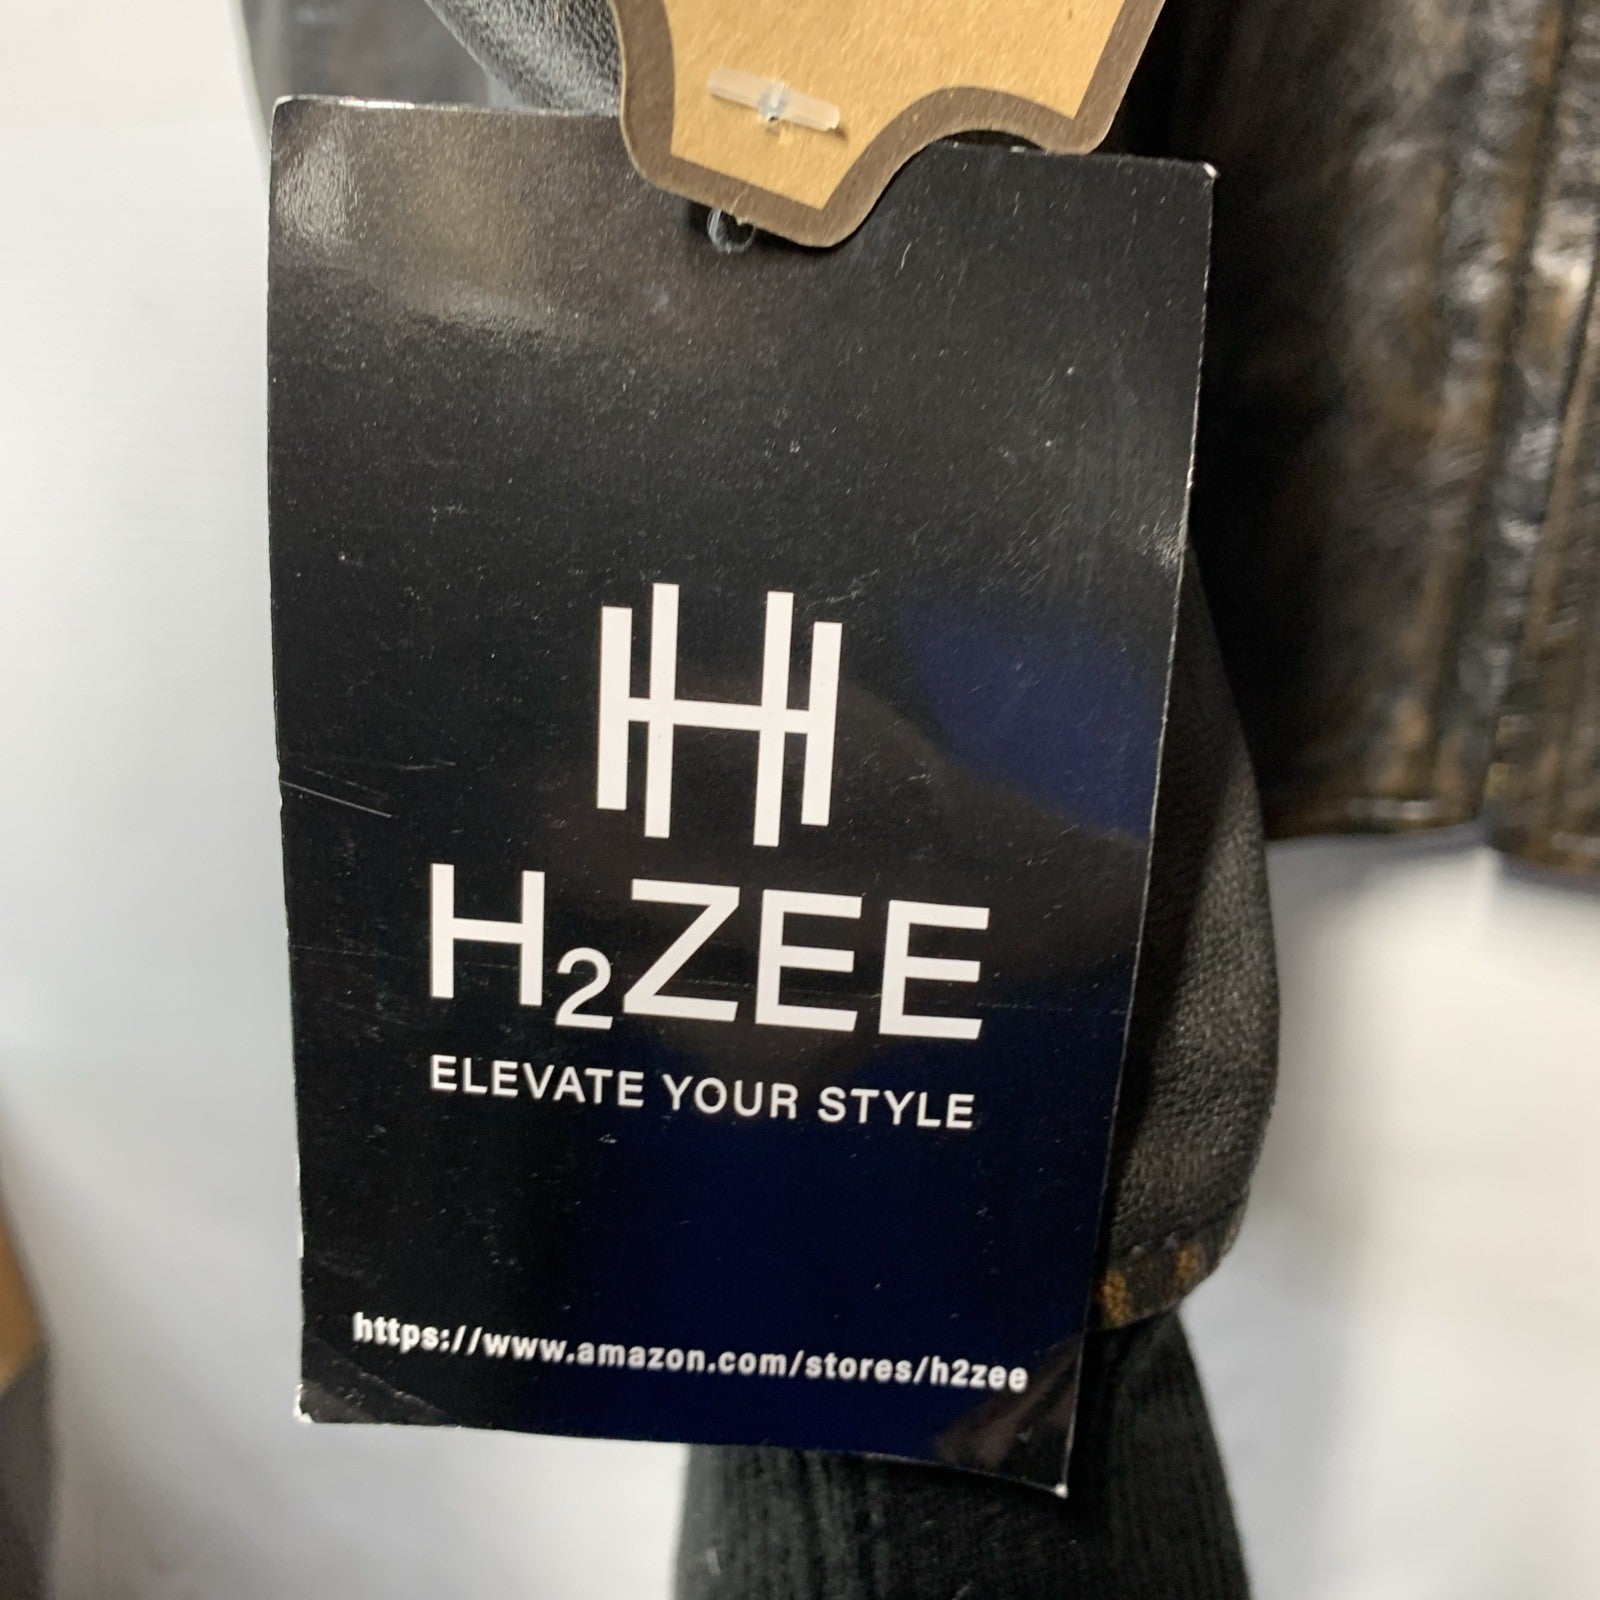 H₂ZEE
ELEVATE YOUR STYLE
https://www.amazon.com/stores/h2zee